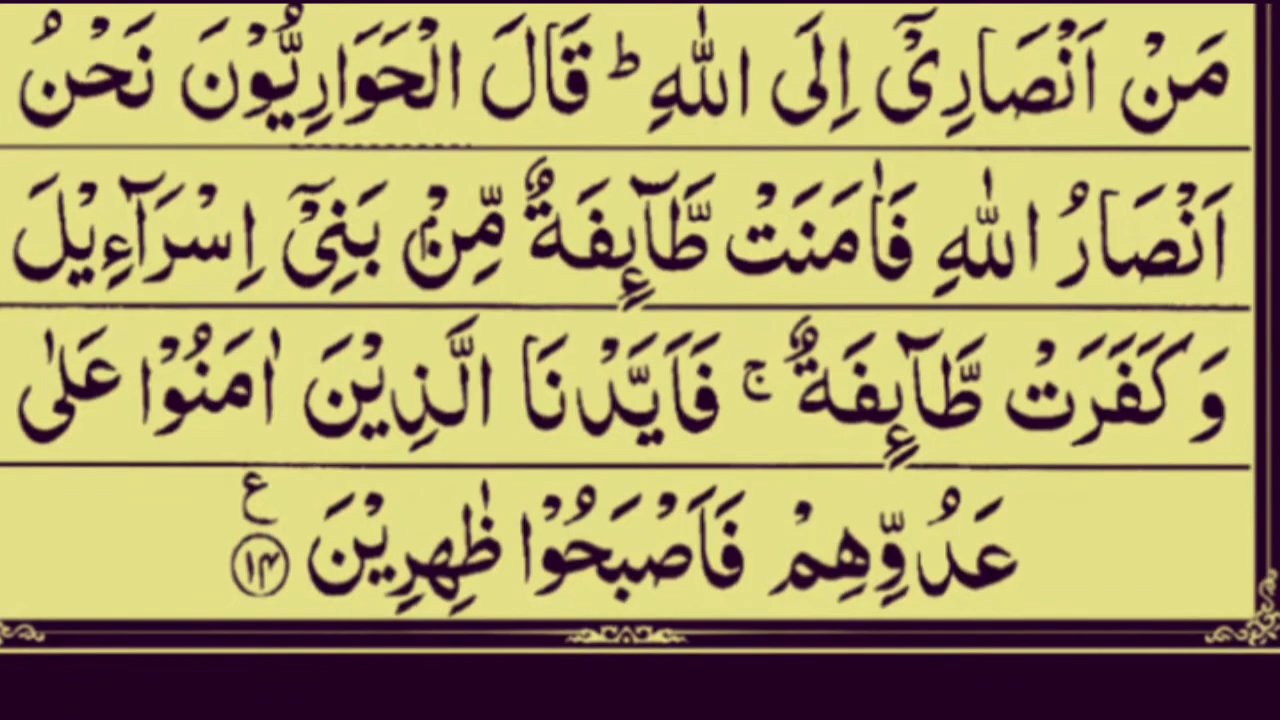 مَنْ اَنْصَارِیْۤ اِلَی اللّٰهِ ؕ قَالَ الْحَوَارِیُّوْنَ نَحْنُ
اَنْصَارُ اللّٰهِ فَاٰمَنَتْ طَّآىِٕفَةٌ مِّنْۢ بَنِیْۤ اِسْرَآءِیْلَ
وَ كَفَرَتْ طَّآىِٕفَةٌ ۚ فَاَیَّدْنَا الَّذِیْنَ اٰمَنُوْا عَلٰی
عَدُوِّهِمْ فَاَصْبَحُوْا ظٰهِرِیْنَ ۧ ۝۱۴